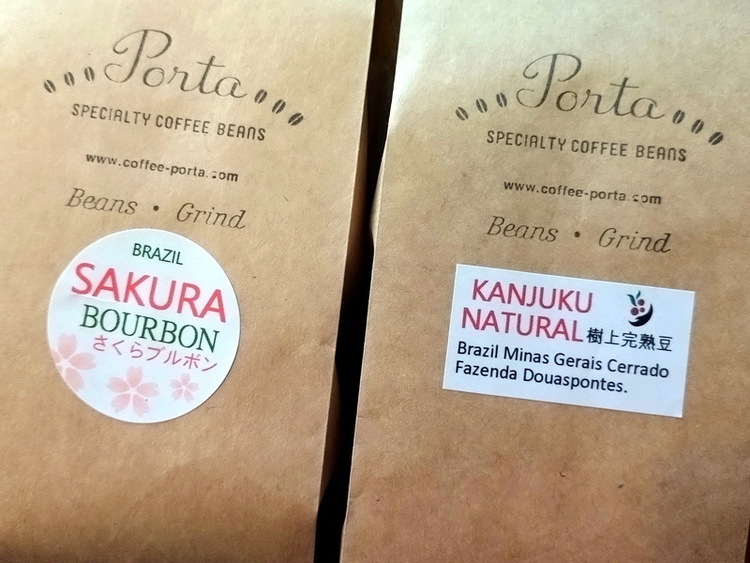 Porta
SPECIALTY COFFEE BEANS
www.coffee-porta.com
Beans • Grind
BRAZIL
SAKURA
BOURBON
さくらブルボン
Porta
SPECIALTY COFFEE BEANS
www.coffee-porta.com
Beans • Grind
KANJUKU
NATURAL 樹上完熟豆
Brazil Minas Gerais Cerrado
Fazenda Douaspontes.